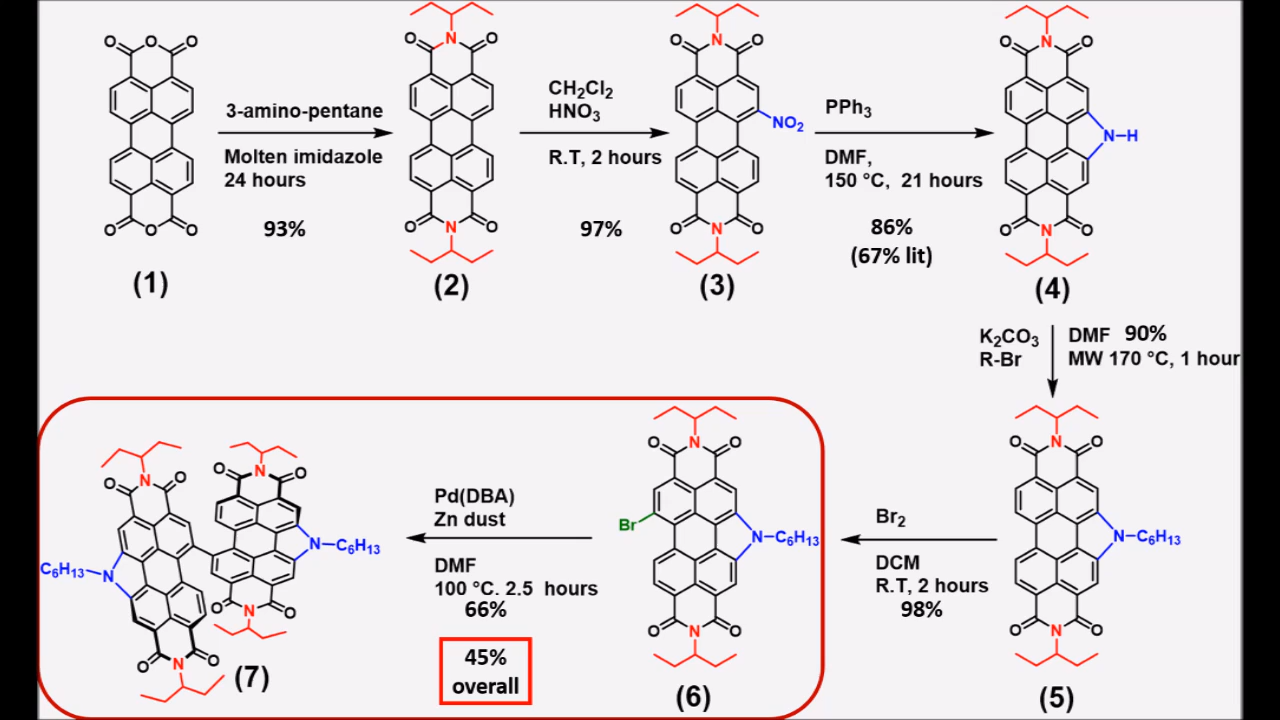 O O O
O O O
(1)
3-amino-pentane
Molten imidazole
24 hours
93%
O N O
O N O
(2)
CH₂Cl₂
HNO₃
R.T, 2 hours
97%
O N O
NO₂
O N O
(3)
PPh₃
DMF,
150 °C, 21 hours
86%
(67% lit)
O N O
N-H
O N O
(4)
K₂CO₃
R-Br
DMF 90%
MW 170 °C, 1 hour
O N O
N-C₆H₁₃
O N O
(5)
Br₂
DCM
R.T, 2 hours
98%
O N O
Br
N-C₆H₁₃
O N O
(6)
Pd(DBA)
Zn dust
DMF
100 °C. 2.5 hours
66%
45%
overall
O N O
O N O
N-C₆H₁₃
C₆H₁₃-N
O N O
O N O
(7)